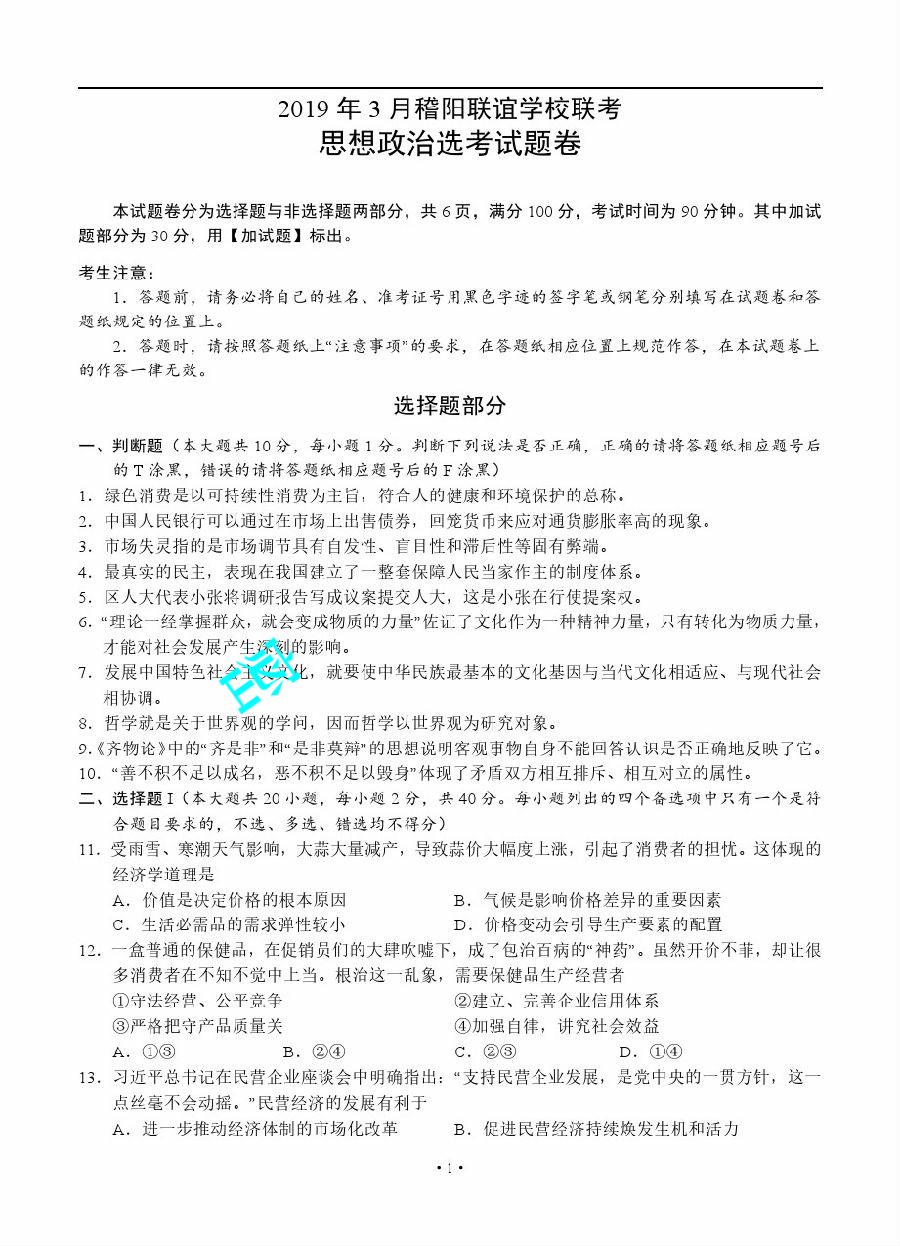 2019 年 3 月稽阳联谊学校联考
思想政治选考试题卷
本试题卷分为选择题与非选择题两部分，共 6 页，满分 100 分，考试时间为 90 分钟。其中加试
题部分为 30 分，用【加试题】标出。
考生注意：
1．答题前，请务必将自己的姓名、准考证号用黑色字迹的签字笔或钢笔分别填写在试题卷和答
题纸规定的位置上。
2．答题时，请按照答题纸上“注意事项”的要求，在答题纸相应位置上规范作答，在本试题卷上
的作答一律无效。
选择题部分
一、判断题（本大题共 10 分，每小题 1 分。判断下列说法是否正确，正确的请将答题纸相应题号后
的 T 涂黑，错误的请将答题纸相应题号后的 F 涂黑）
1．绿色消费是以可持续性消费为主旨，符合人的健康和环境保护的总称。
2．中国人民银行可以通过在市场上出售债券，回笼货币来应对通货膨胀率高的现象。
3．市场失灵指的是市场调节具有自发性、盲目性和滞后性等固有弊端。
4．最真实的民主，表现在我国建立了一整套保障人民当家作主的制度体系。
5．区人大代表小张将调研报告写成议案提交人大，这是小张在行使提案权。
6．“理论一经掌握群众，就会变成物质的力量”佐证了文化作为一种精神力量，只有转化为物质力量，
才能对社会发展产生深刻的影响。
7．发展中国特色社会主义文化，就要使中华民族最基本的文化基因与当代文化相适应、与现代社会
相协调。
8．哲学就是关于世界观的学问，因而哲学以世界观为研究对象。
9.《齐物论》中的“齐是非”和“是非莫辩”的思想说明客观事物自身不能回答认识是否正确地反映了它。
10．“善不积不足以成名，恶不积不足以毁身”体现了矛盾双方相互排斥、相互对立的属性。
二、选择题 I（本大题共 20 小题，每小题 2 分，共 40 分。每小题列出的四个备选项中只有一个是符
合题目要求的，不选、多选、错选均不得分）
11．受雨雪、寒潮天气影响，大蒜大量减产，导致蒜价大幅度上涨，引起了消费者的担忧。这体现的
经济学道理是
A．价值是决定价格的根本原因 B．气候是影响价格差异的重要因素
C．生活必需品的需求弹性较小 D．价格变动会引导生产要素的配置
12．一盒普通的保健品，在促销员们的大肆吹嘘下，成了包治百病的“神药”。虽然开价不菲，却让很
多消费者在不知不觉中上当。根治这一乱象，需要保健品生产经营者
①守法经营、公平竞争 ②建立、完善企业信用体系
③严格把守产品质量关 ④加强自律，讲究社会效益
A．①③ B．②④ C．②③ D．①④
13．习近平总书记在民营企业座谈会中明确指出：“支持民营企业发展，是党中央的一贯方针，这一
点丝毫不会动摇。”民营经济的发展有利于
A．进一步推动经济体制的市场化改革 B．促进民营经济持续焕发生机和活力
• 1 •